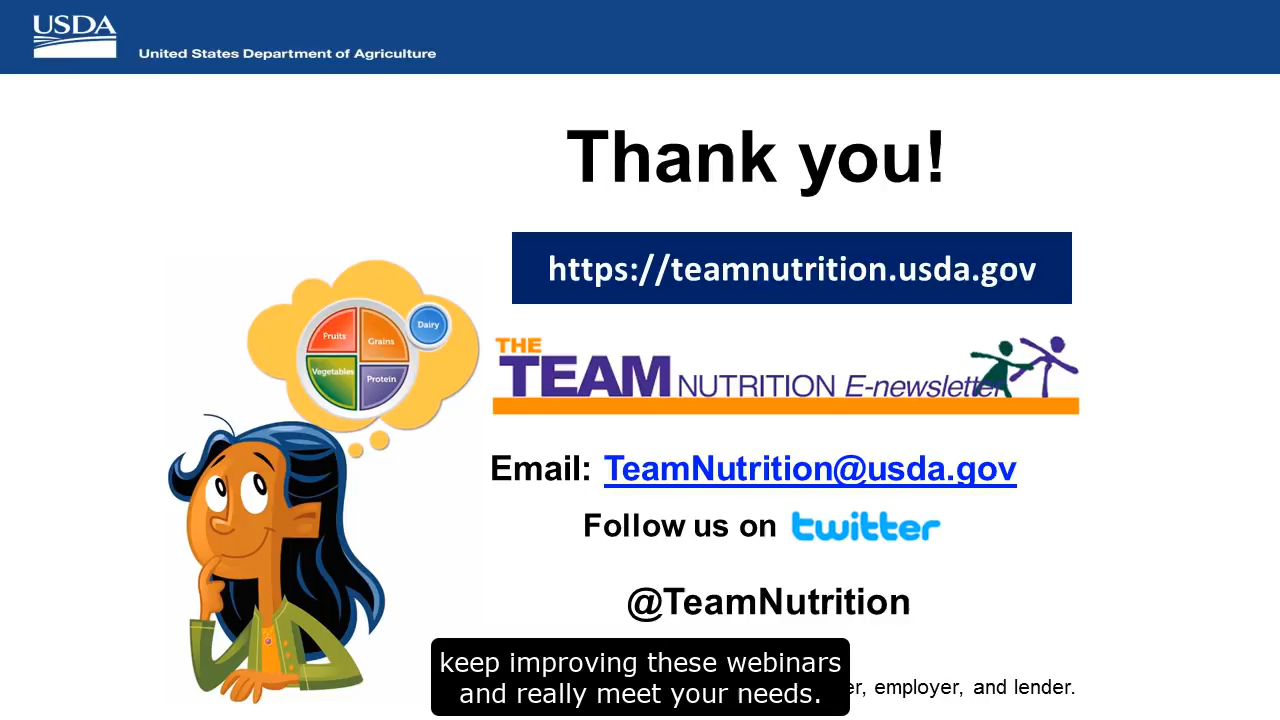 USDA
United States Department of Agriculture
Thank you!
https://teamnutrition.usda.gov
Fruits
Grains
Dairy
Vegetables
Protein
THE
TEAM NUTRITION E-newsletter
Email: TeamNutrition@usda.gov
Follow us on twitter
@TeamNutrition
keep improving these webinars
and really meet your needs.
employer, and lender.